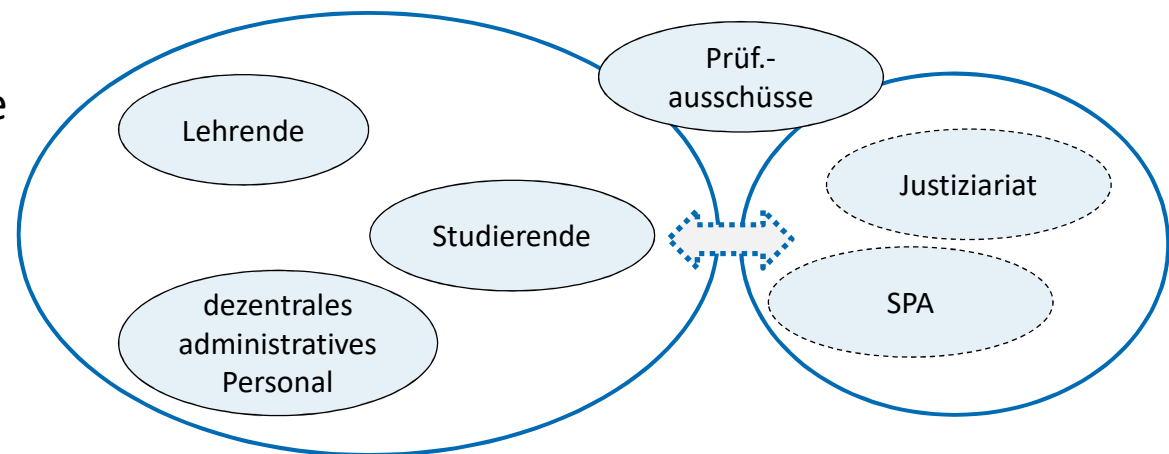 Prüf.-
ausschüsse
e
Lehrende
Justiziariat
Studierende
SPA
dezentrales
administratives
Personal